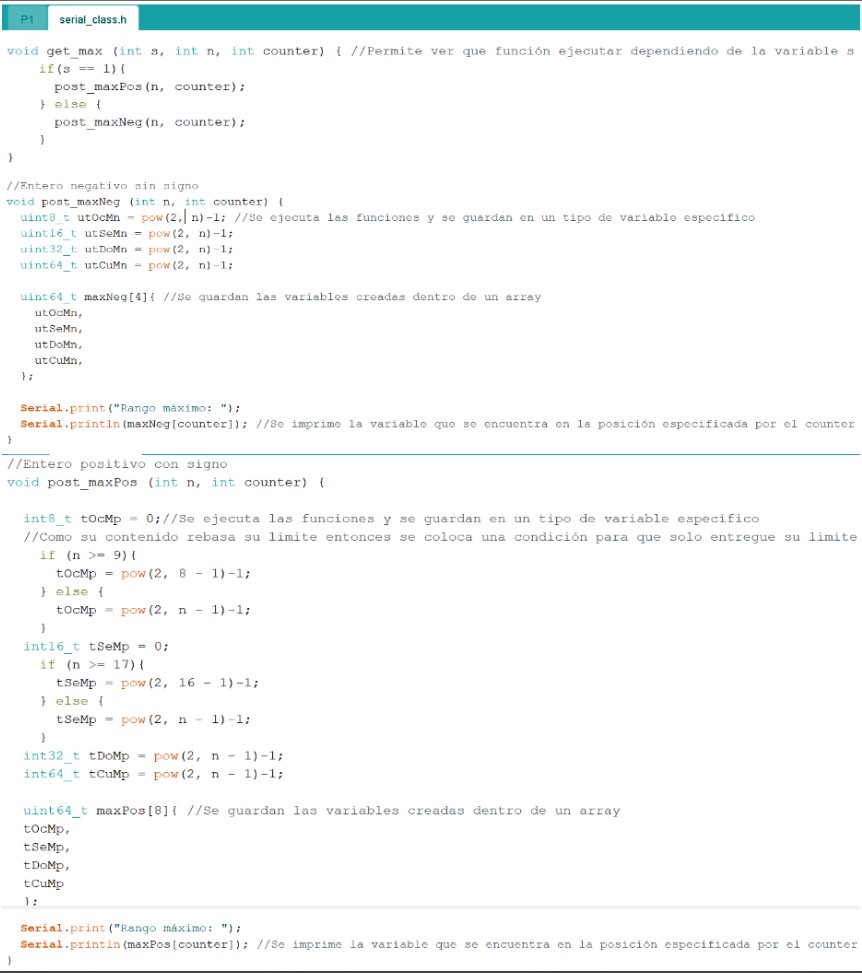 P1 serial_class.h
void get_max (int s, int n, int counter) { //Permite ver que función ejecutar dependiendo de la variable s
if(s == 1){
post_maxPos(n, counter);
} else {
post_maxNeg(n, counter);
}
}
//Entero negativo sin signo
void post_maxNeg (int n, int counter) {
uint8_t utOcMn = pow(2, n)-1; //Se ejecuta las funciones y se guardan en un tipo de variable específico
uint16_t utSeMn = pow(2, n)-1;
uint32_t utDoMn = pow(2, n)-1;
uint64_t utCuMn = pow(2, n)-1;
uint64_t maxNeg[4]{ //Se guardan las variables creadas dentro de un array
utOcMn,
utSeMn,
utDoMn,
utCuMn,
};
Serial.print("Rango máximo: ");
Serial.println(maxNeg[counter]); //Se imprime la variable que se encuentra en la posición especificada por el counter
}
//Entero positivo con signo
void post_maxPos (int n, int counter) {
int8_t tOcMp = 0;//Se ejecuta las funciones y se guardan en un tipo de variable específico
//Como su contenido rebasa su limite entonces se coloca una condición para que solo entregue su limite
if (n >= 9){
tOcMp = pow(2, 8 - 1)-1;
} else {
tOcMp = pow(2, n - 1)-1;
}
int16_t tSeMp = 0;
if (n >= 17){
tSeMp = pow(2, 16 - 1)-1;
} else {
tSeMp = pow(2, n - 1)-1;
}
int32_t tDoMp = pow(2, n - 1)-1;
int64_t tCuMp = pow(2, n - 1)-1;
uint64_t maxPos[8]{ //Se guardan las variables creadas dentro de un array
tOcMp,
tSeMp,
tDoMp,
tCuMp
};
Serial.print("Rango máximo: ");
Serial.println(maxPos[counter]); //Se imprime la variable que se encuentra en la posición especificada por el counter
}